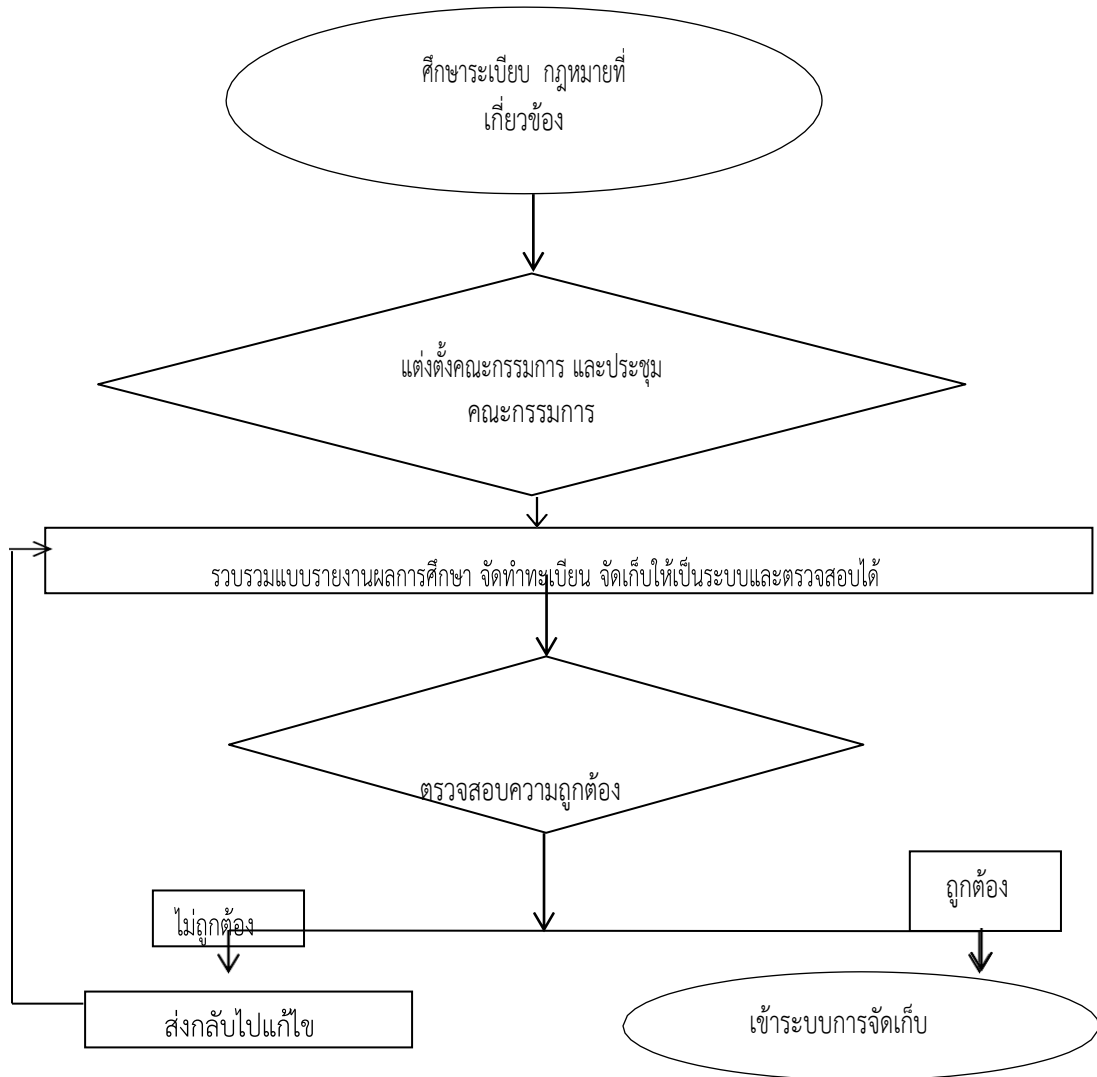 ศึกษาระเบียบ กฎหมายที่
เกี่ยวข้อง
แต่งตั้งคณะกรรมการ และประชุม
คณะกรรมการ
รวบรวมแบบรายงานผลการศึกษา จัดทำทะเบียน จัดเก็บให้เป็นระบบและตรวจสอบได้
ตรวจสอบความถูกต้อง
ถูกต้อง
ไม่ถูกต้อง
ส่งกลับไปแก้ไข
เข้าระบบการจัดเก็บ